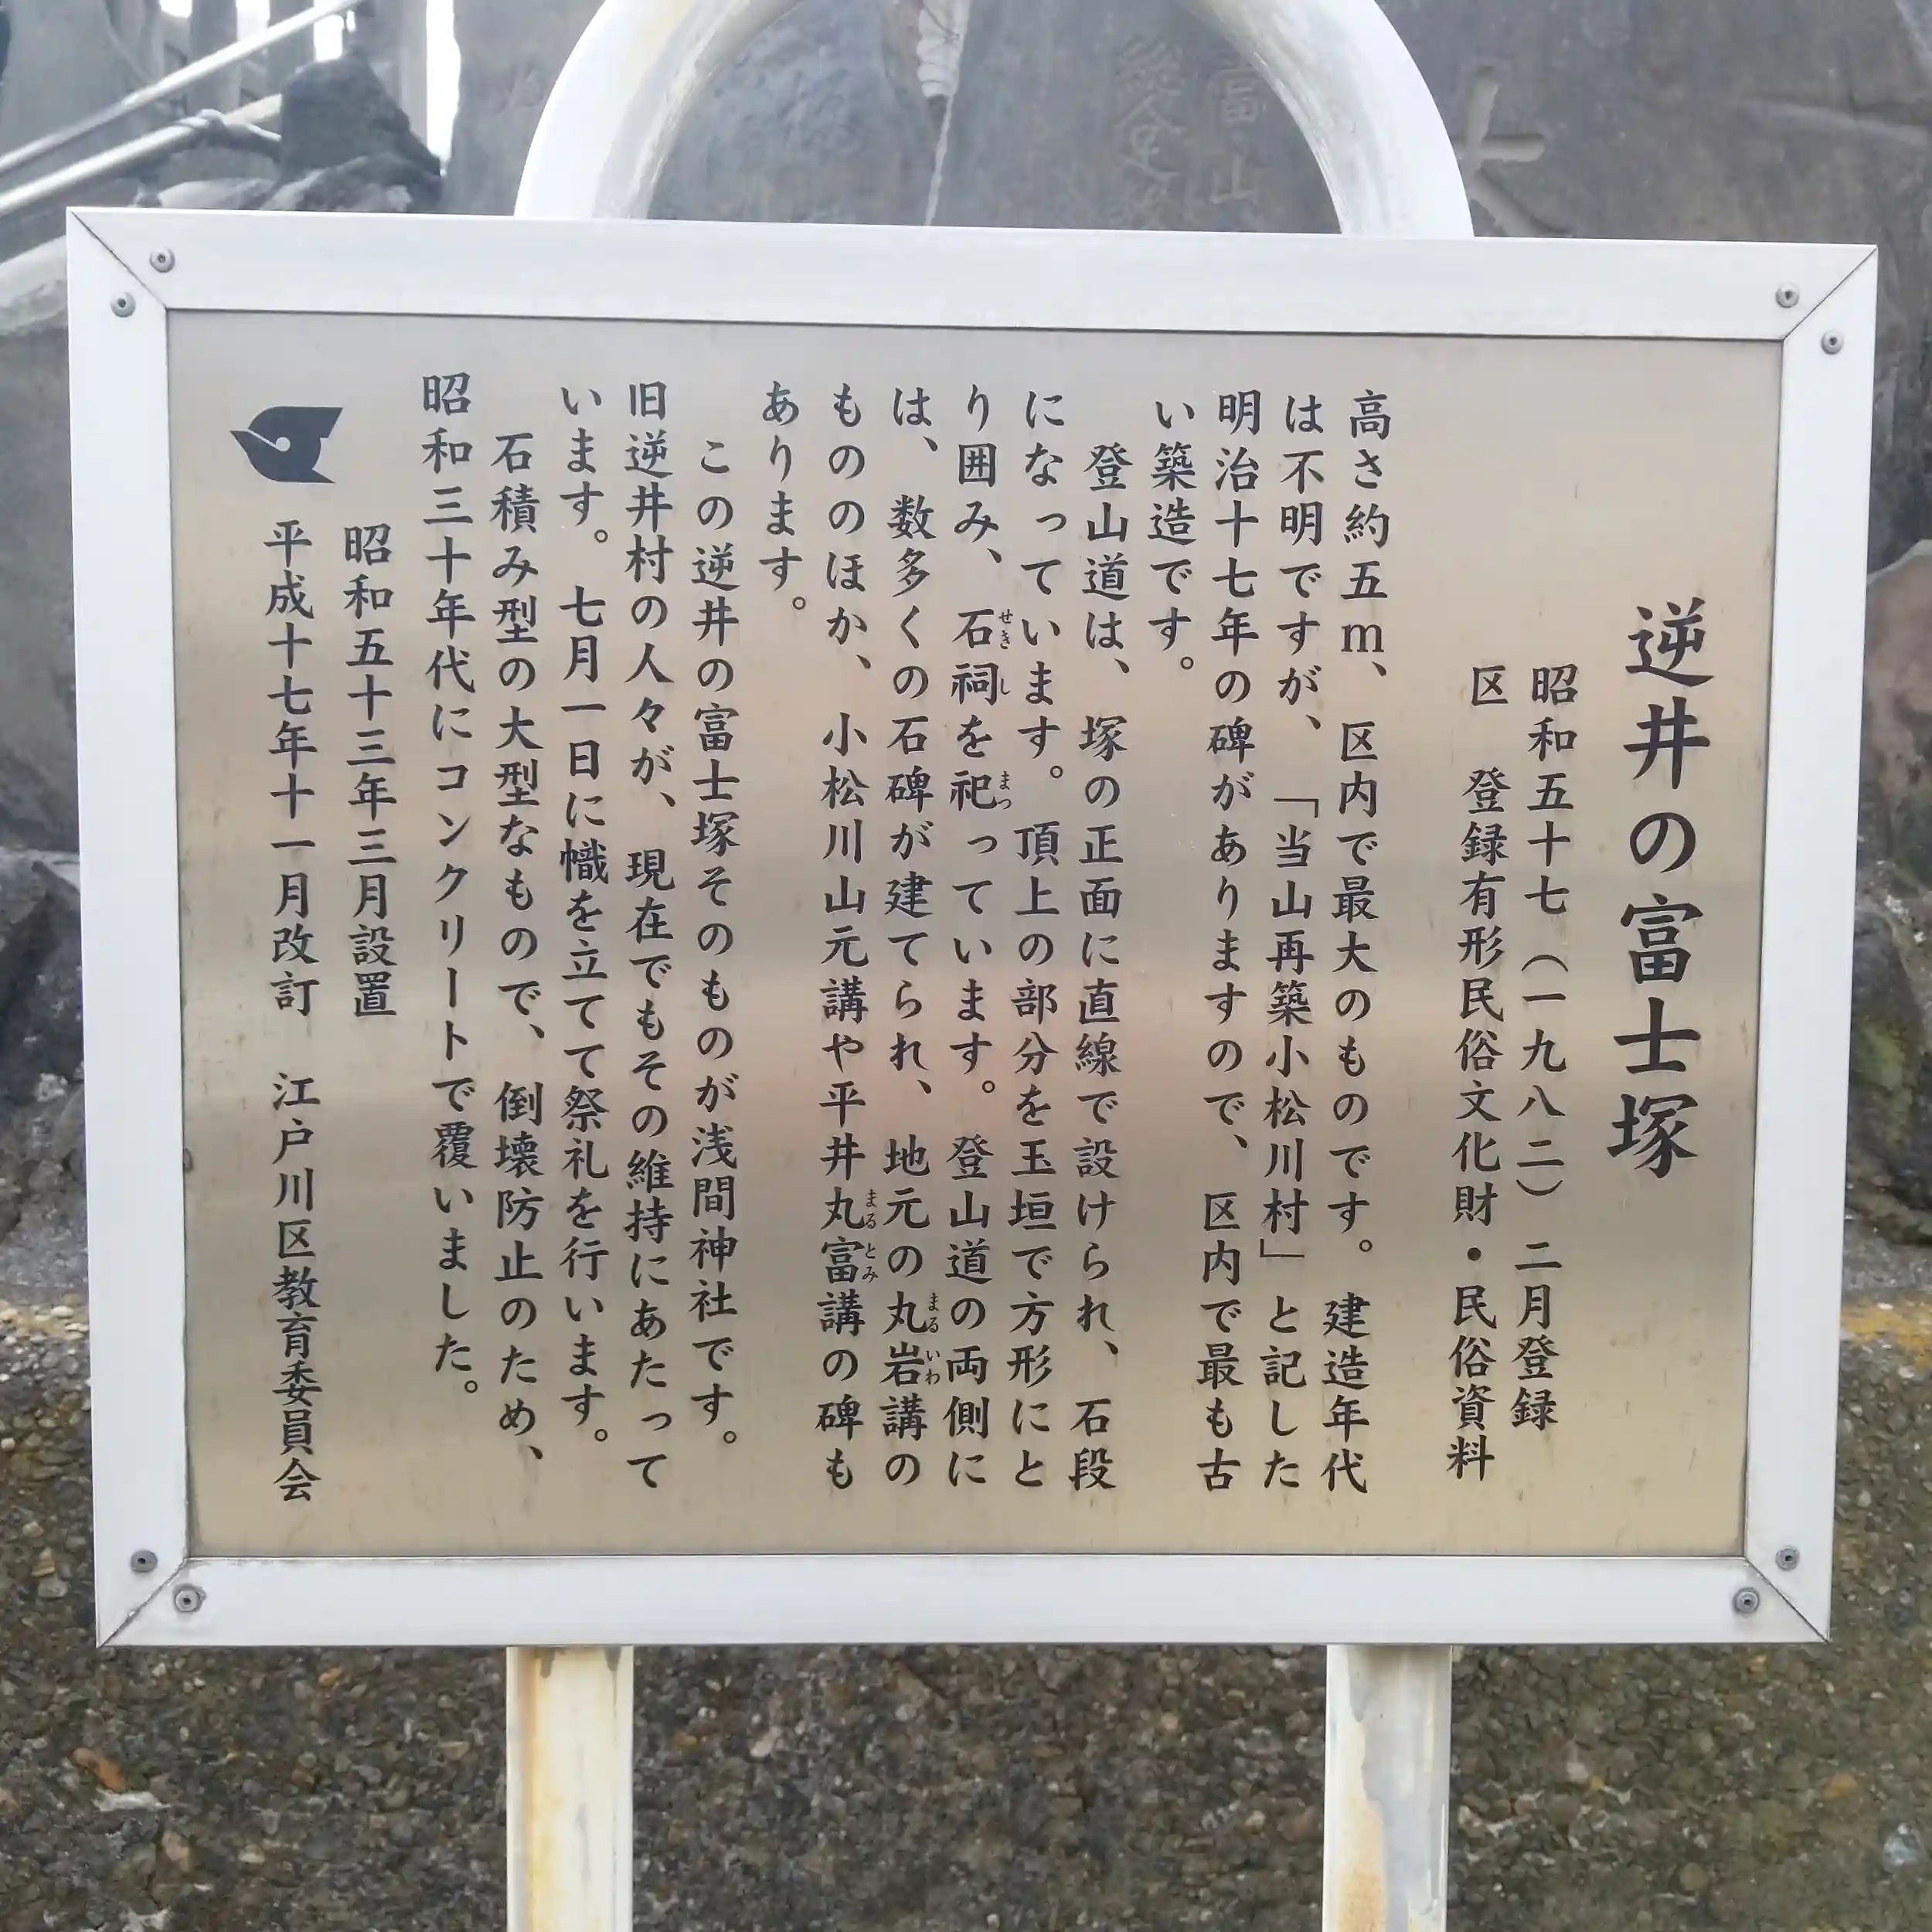 逆井の富士塚
昭和五十七（一九八二）二月登録
区　登録有形民俗文化財・民俗資料
高さ約五ｍ、区内で最大のものです。建造年代
は不明ですが、「当山再築小松川村」と記した
明治十七年の碑がありますので、区内で最も古
い築造です。
登山道は、塚の正面に直線で設けられ、石段
になっています。頂上の部分を玉垣で方形にと
り囲み、石祠を祀っています。登山道の両側に
は、数多くの石碑が建てられ、地元の丸岩講の
もののほか、小松川山元講や平井丸富講の碑も
あります。
この逆井の富士塚そのものが浅間神社です。
旧逆井村の人々が、現在でもその維持にあたって
います。七月一日に幟を立てて祭礼を行います。
石積み型の大型なもので、倒壊防止のため、
昭和三十年代にコンクリートで覆いました。
昭和五十三年三月設置
平成十七年十一月改訂　江戸川区教育委員会